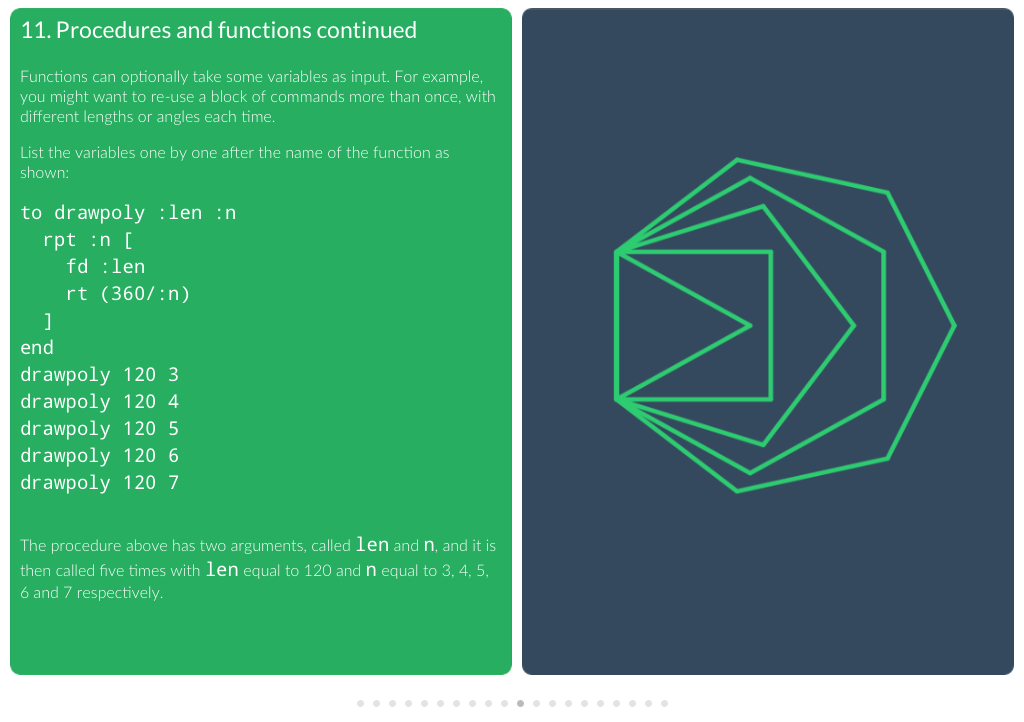 11. Procedures and functions continued
Functions can optionally take some variables as input. For example,
you might want to re-use a block of commands more than once, with
different lengths or angles each time.
List the variables one by one after the name of the function as
shown:
to drawpoly :len :n
  rpt :n [
    fd :len
    rt (360/:n)
  ]
end
drawpoly 120 3
drawpoly 120 4
drawpoly 120 5
drawpoly 120 6
drawpoly 120 7
The procedure above has two arguments, called len and n, and it is
then called five times with len equal to 120 and n equal to 3, 4, 5,
6 and 7 respectively.